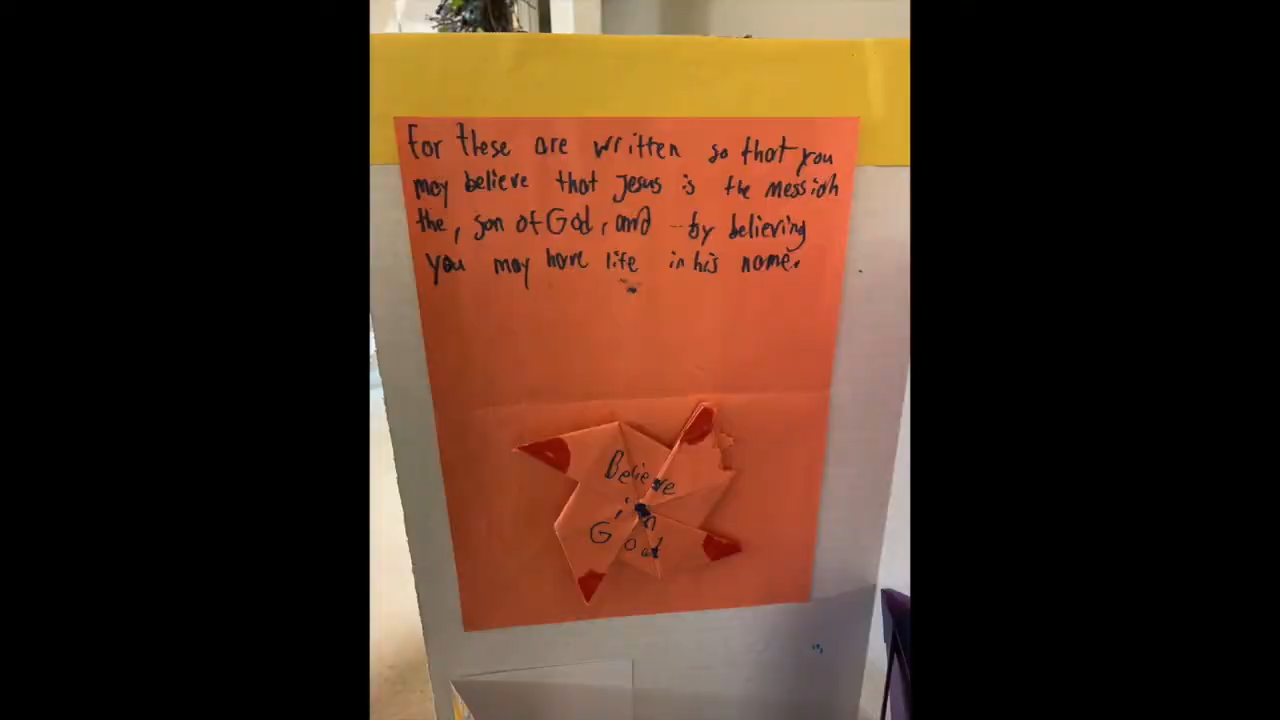 For these are written so that you
may believe that Jesus is the messiah
the, son of God, and by believing
you may have life in his name.
Believe
in
God